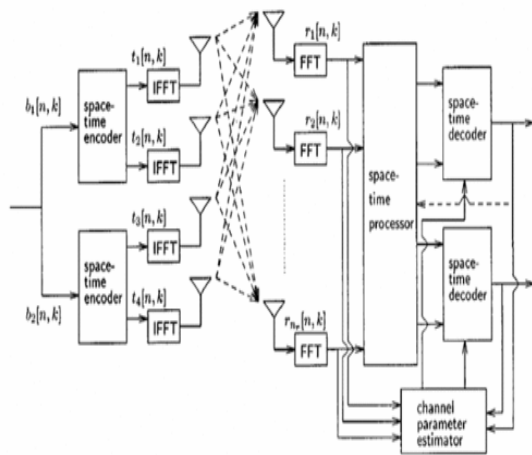 b₁[n, k]
space-
time
encoder
t₁[n, k]
IFFT
t₂[n, k]
IFFT
b₂[n, k]
space-
time
encoder
t₃[n, k]
IFFT
t₄[n, k]
IFFT
r₁[n, k]
FFT
r₂[n, k]
FFT
rₙᵣ[n, k]
FFT
space-
time
processor
space-
time
decoder
space-
time
decoder
channel
parameter
estimator